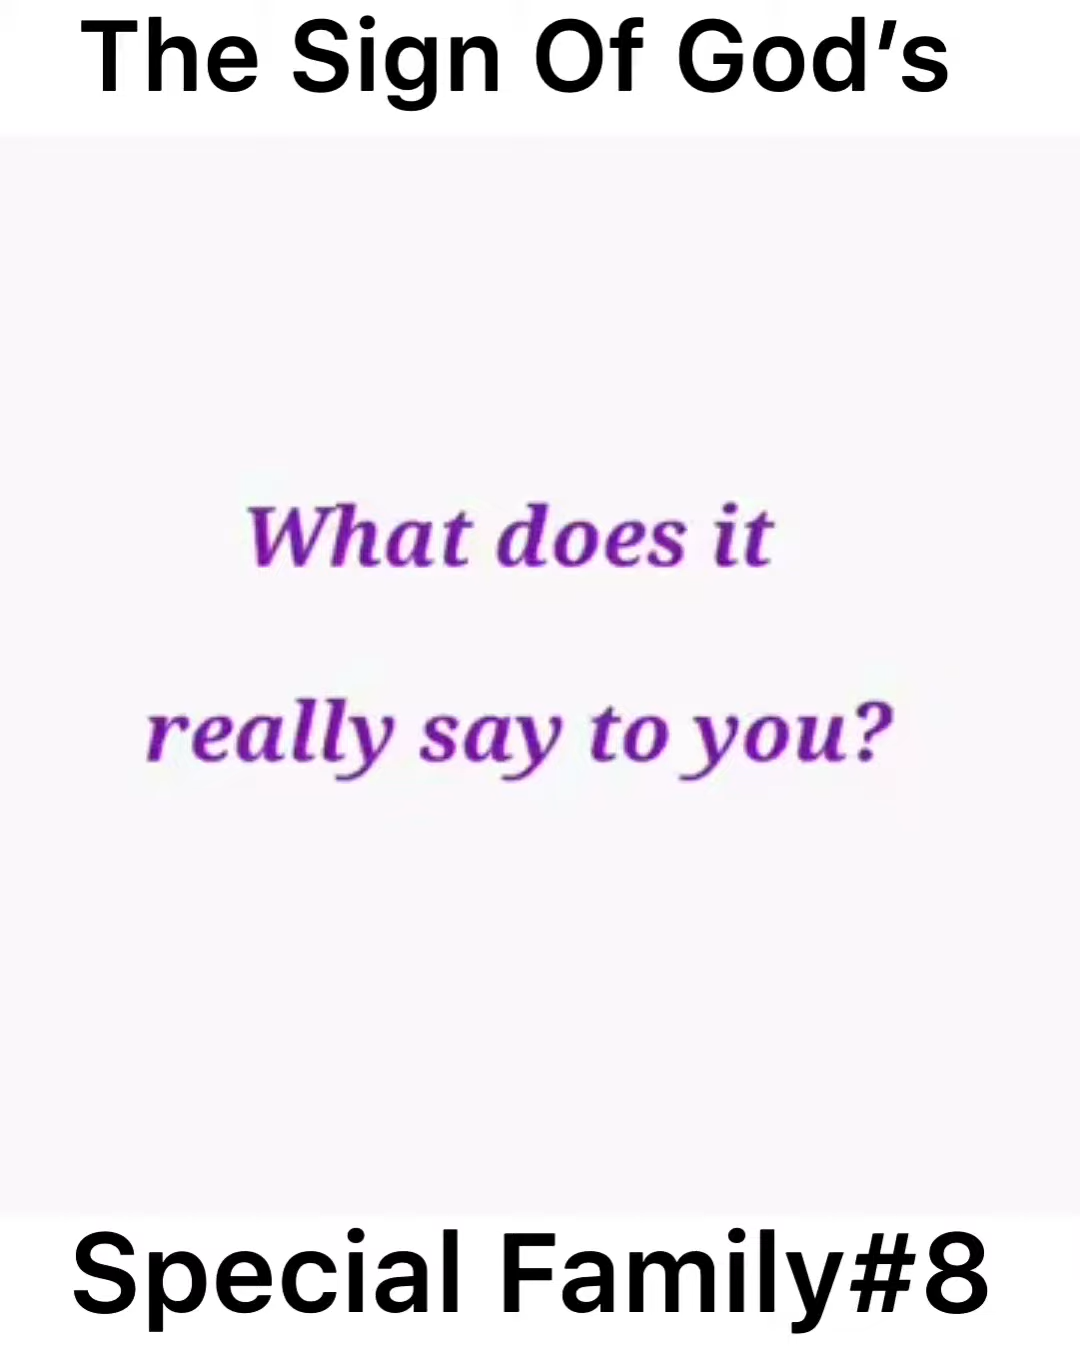 The Sign Of God’s
What does it
really say to you?
Special Family#8